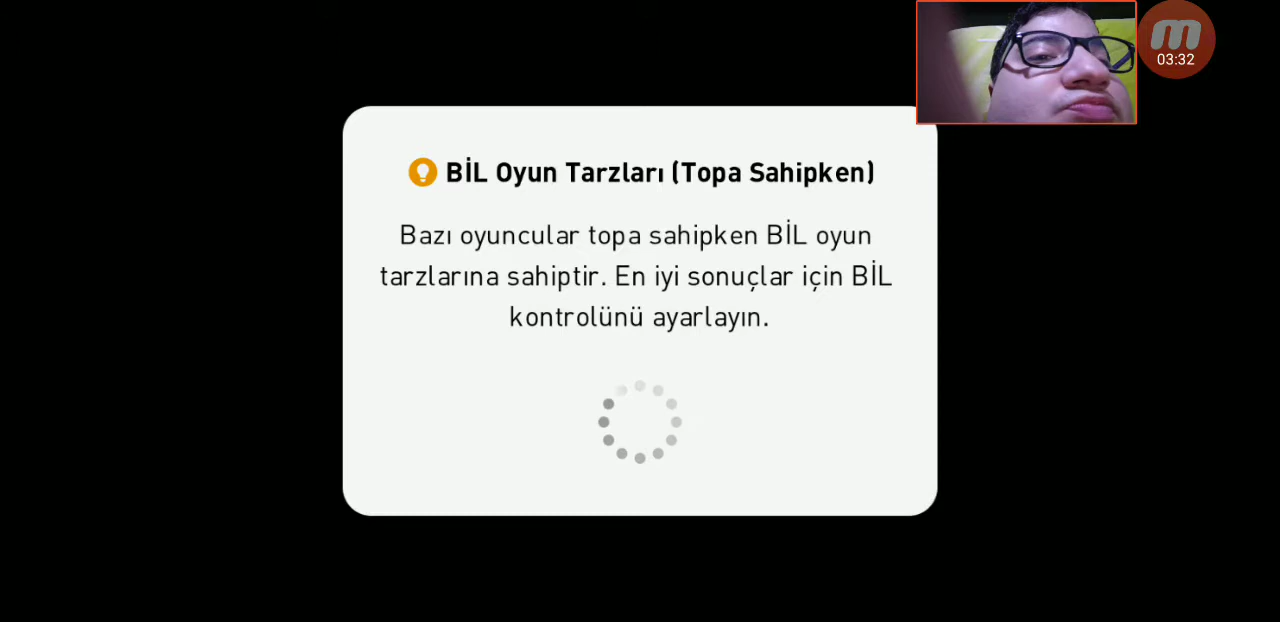 03:32
BİL Oyun Tarzları (Topa Sahipken)
Bazı oyuncular topa sahipken BİL oyun
tarzlarına sahiptir. En iyi sonuçlar için BİL
kontrolünü ayarlayın.